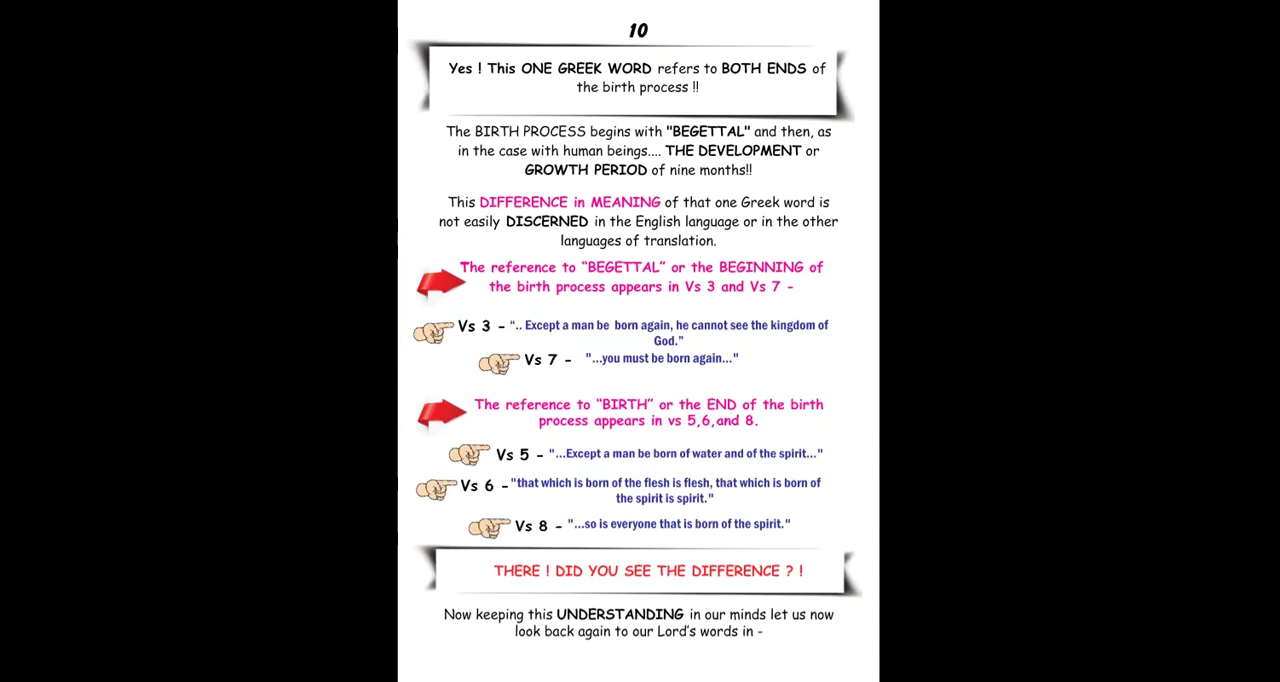 10
Yes ! This ONE GREEK WORD refers to BOTH ENDS of
the birth process !!
The BIRTH PROCESS begins with "BEGETTAL" and then, as
in the case with human beings.... THE DEVELOPMENT or
GROWTH PERIOD of nine months!!
This DIFFERENCE in MEANING of that one Greek word is
not easily DISCERNED in the English language or in the other
languages of translation.
The reference to “BEGETTAL” or the BEGINNING of
the birth process appears in Vs 3 and Vs 7 -
Vs 3 - “.. Except a man be born again, he cannot see the kingdom of
God.”
Vs 7 - "...you must be born again..."
The reference to “BIRTH” or the END of the birth
process appears in vs 5,6,and 8.
Vs 5 - "...Except a man be born of water and of the spirit..."
Vs 6 -"that which is born of the flesh is flesh, that which is born of
the spirit is spirit."
Vs 8 - "...so is everyone that is born of the spirit."
THERE ! DID YOU SEE THE DIFFERENCE ? !
Now keeping this UNDERSTANDING in our minds let us now
look back again to our Lord’s words in -